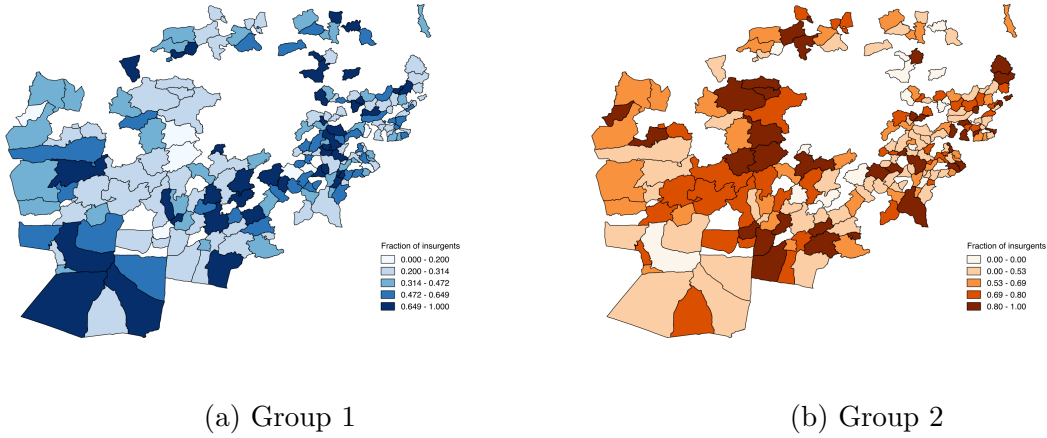 Fraction of insurgents
0.000 - 0.200
0.200 - 0.314
0.314 - 0.472
0.472 - 0.649
0.649 - 1.000
Fraction of insurgents
0.00 - 0.00
0.00 - 0.53
0.53 - 0.69
0.69 - 0.80
0.80 - 1.00
(a) Group 1
(b) Group 2